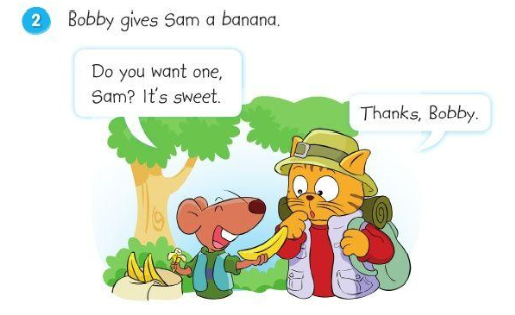 2 Bobby gives Sam a banana.
Do you want one,
Sam? It's sweet.
Thanks, Bobby.